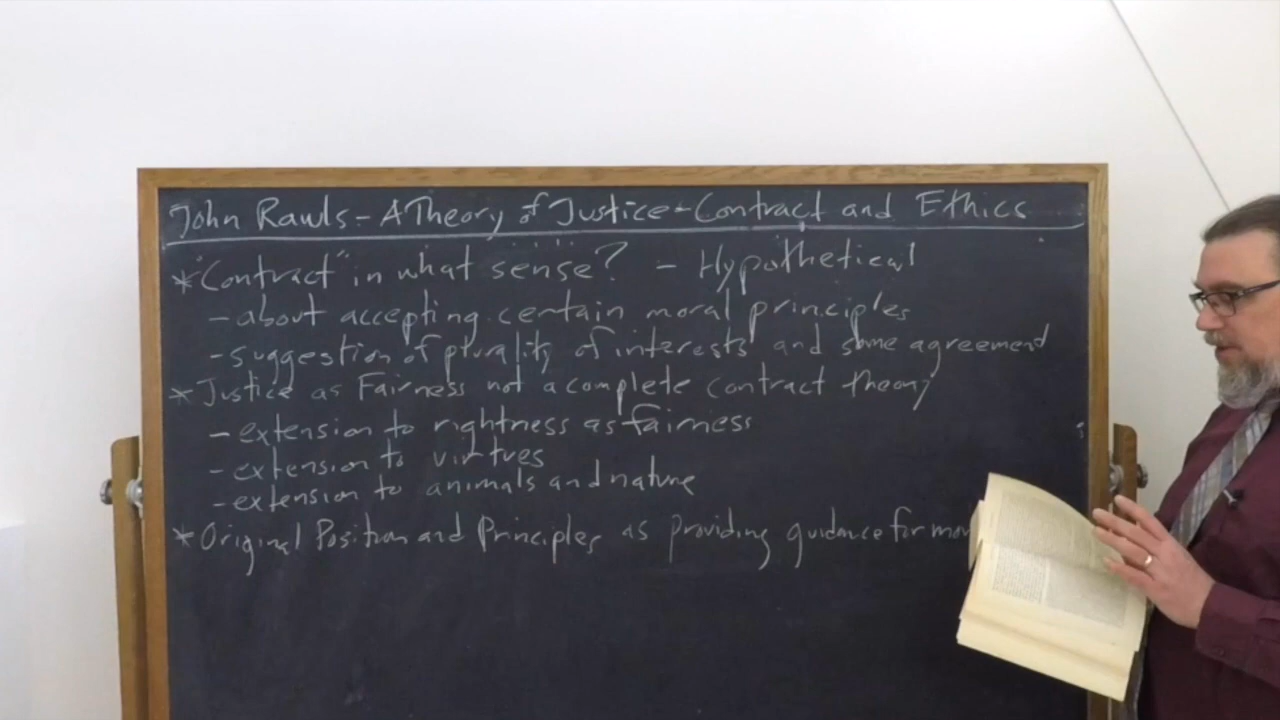 John Rawls - A Theory of Justice - Contract and Ethics
* "Contract" in what sense? - Hypothetical
- about accepting certain moral principles
- suggestion of plurality of interests and some agreement
* Justice as Fairness not a complete contract theory
- extension to rightness as fairness
- extension to virtues
- extension to animals and nature
* Original Position and Principles as providing guidance for mor